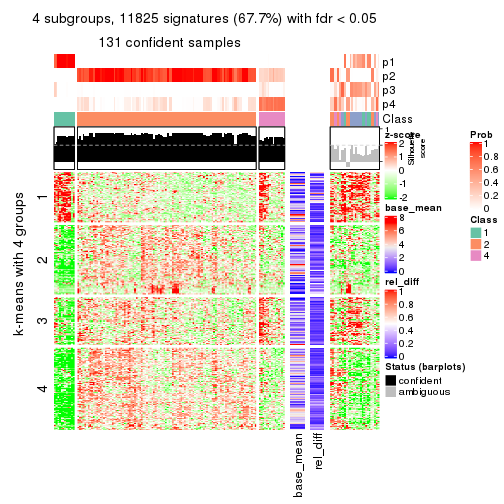 4 subgroups, 11825 signatures (67.7%) with fdr < 0.05
131 confident samples
p1
p2
p3
p4
Class
1
Silhouette
score
k-means with 4 groups
1
2
3
4
base_mean
rel_diff
z-score
2
1
0
-1
-2
base_mean
8
6
4
2
0
rel_diff
1
0.8
0.6
0.4
0.2
0
Status (barplots)
confident
ambiguous
Prob
1
0.8
0.6
0.4
0.2
0
Class
1
2
4